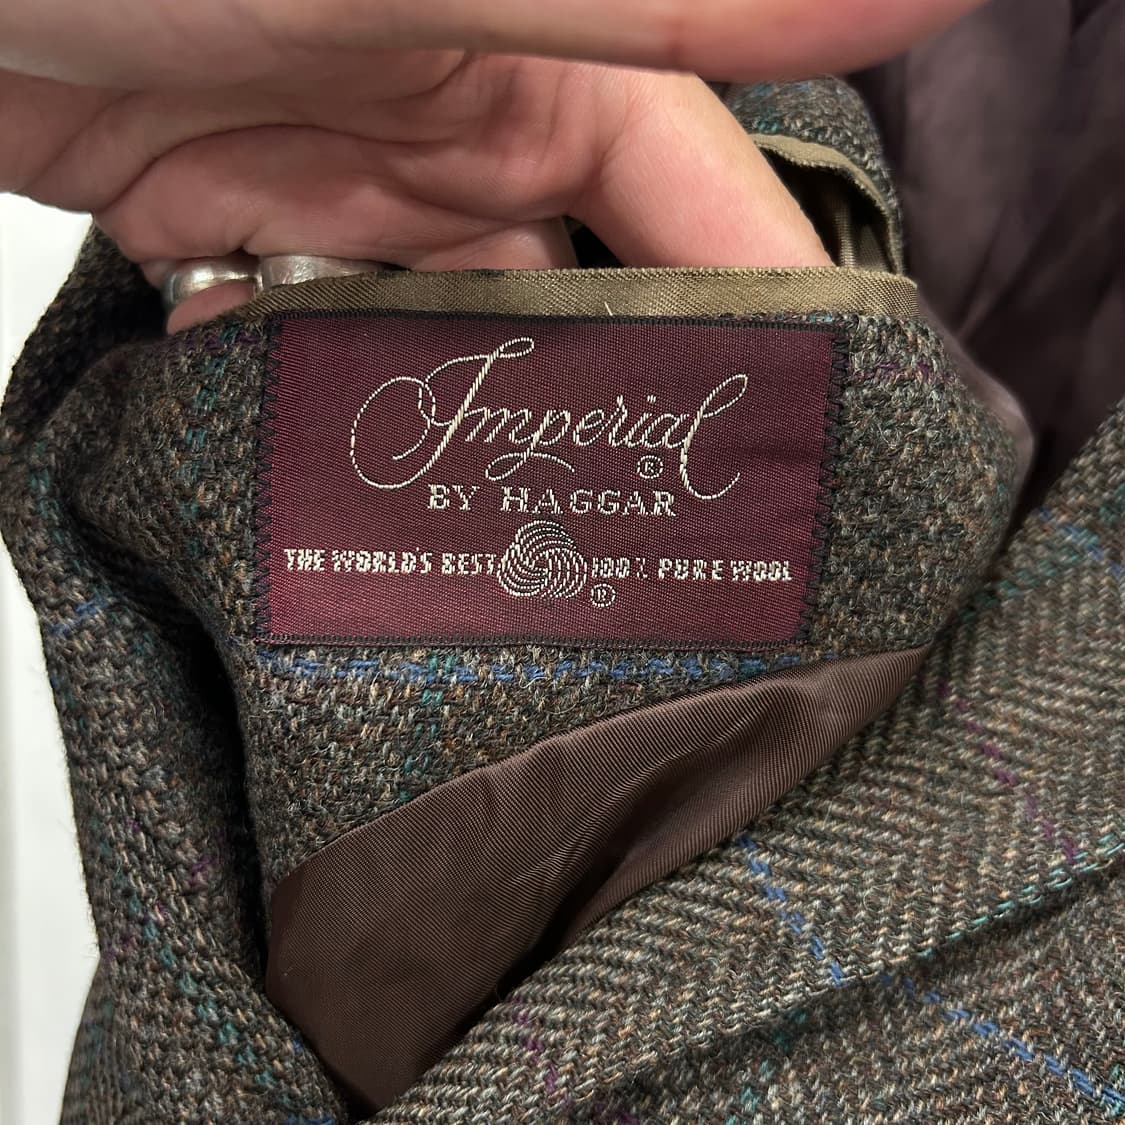 Imperial®
BY HAGGAR
THE WORLD'S BEST 100% PURE WOOL
®